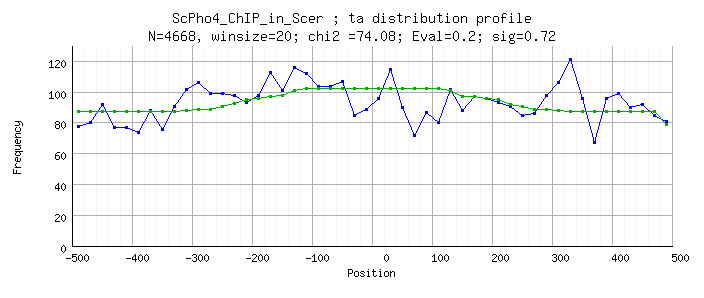 ScPho4_ChIP_in_Scer ; ta distribution profile
N=4668, winsize=20; chi2 =74.08; Eval=0.2; sig=0.72
120
100
80
60
40
20
0
Frequency
-500 -400 -300 -200 -100 0 100 200 300 400 500
Position